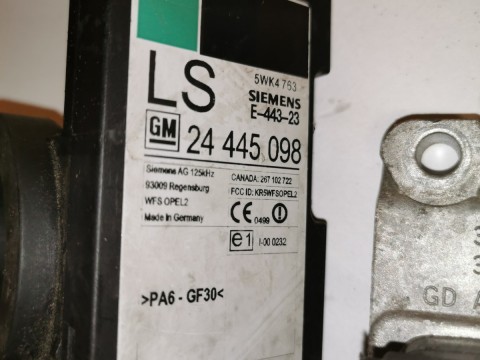 5WK4 763
LS
SIEMENS
E-443-23
GM
24 445 098
Siemens AG 125kHz
93009 Regensburg
WFS OPEL2
Made in Germany
CANADA: 267 102 722
FCC ID: KR5WFSOPEL2
CE 0499
e1
I-00 0232
>PA6 - GF30<
GD A